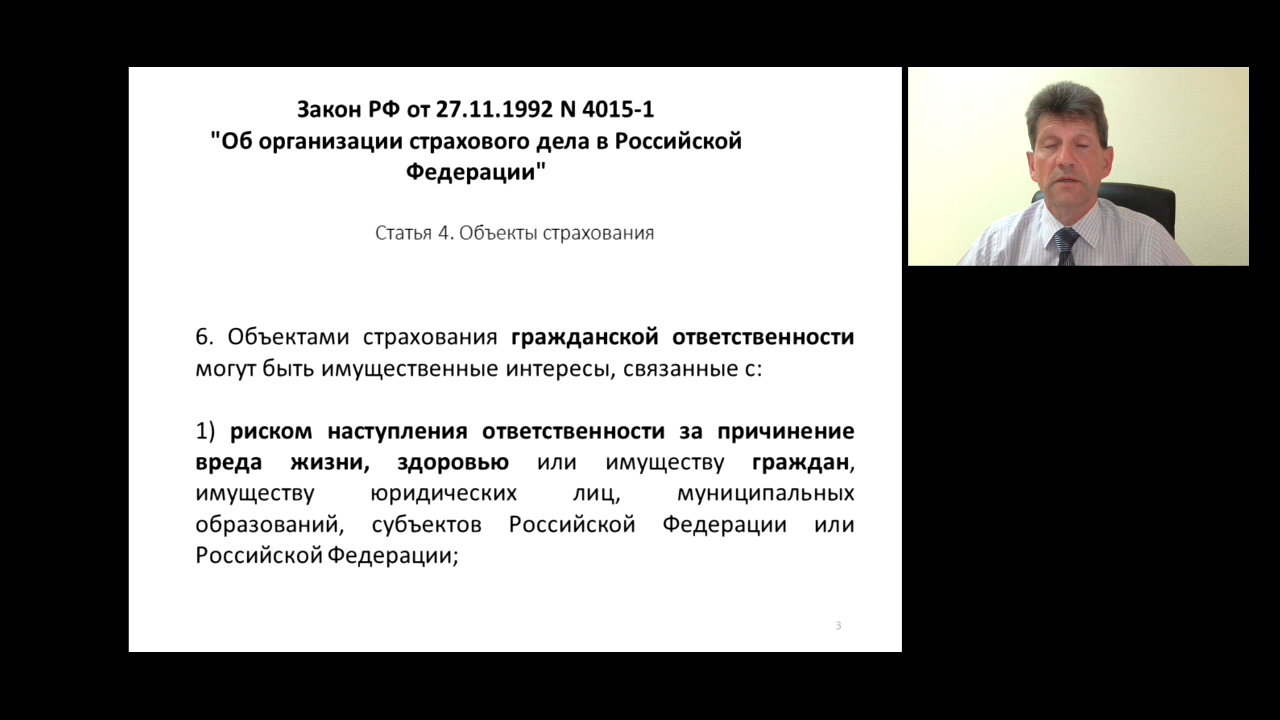 Закон РФ от 27.11.1992 N 4015-1
"Об организации страхового дела в Российской
Федерации"
Статья 4. Объекты страхования
6. Объектами страхования гражданской ответственности
могут быть имущественные интересы, связанные с:
1) риском наступления ответственности за причинение
вреда жизни, здоровью или имуществу граждан,
имуществу юридических лиц, муниципальных
образований, субъектов Российской Федерации или
Российской Федерации;
3